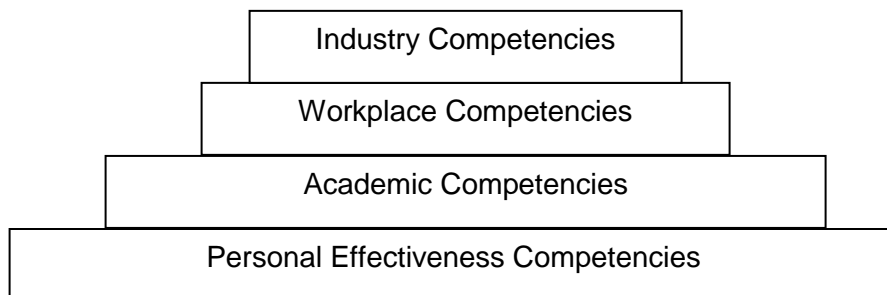 Industry Competencies
Workplace Competencies
Academic Competencies
Personal Effectiveness Competencies